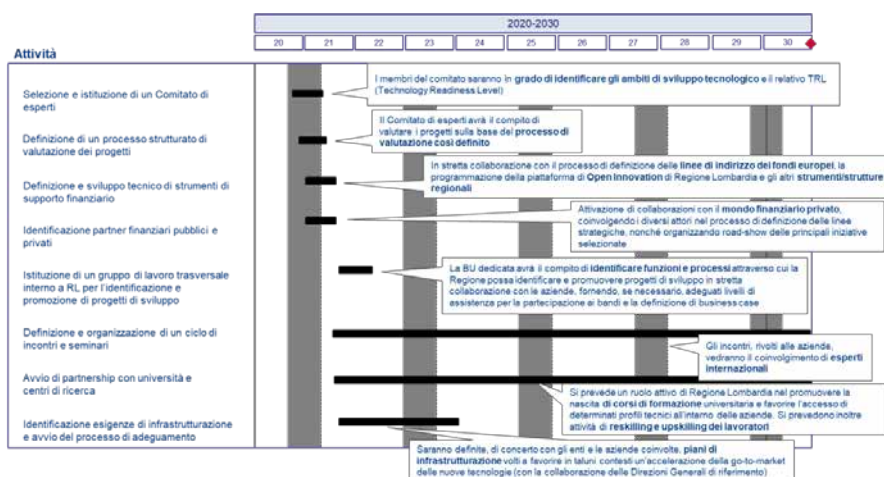 2020-2030
20 21 22 23 24 25 26 27 28 29 30
Attività
Selezione e istituzione di un Comitato di
esperti
I membri del comitato saranno in grado di identificare gli ambiti di sviluppo tecnologico e il relativo TRL
(Technology Readiness Level)
Definizione di un processo strutturato di
valutazione dei progetti
Il Comitato di esperti avrà il compito di
valutare i progetti sulla base del processo di
valutazione così definito
Definizione e sviluppo tecnico di strumenti di
supporto finanziario
In stretta collaborazione con il processo di definizione delle linee di indirizzo dei fondi europei, la
programmazione della piattaforma di Open Innovation di Regione Lombardia e gli altri strumenti/strutture
regionali
Identificazione partner finanziari pubblici e
privati
Attivazione di collaborazioni con il mondo finanziario privato,
coinvolgendo i diversi attori nel processo di definizione delle linee
strategiche, nonché organizzando road-show delle principali iniziative
selezionate
Istituzione di un gruppo di lavoro trasversale
interno a RL per l'identificazione e
promozione di progetti di sviluppo
La BU dedicata avrà il compito di identificare funzioni e processi attraverso cui la
Regione possa identificare e promuovere progetti di sviluppo in stretta
collaborazione con le aziende, fornendo, se necessario, adeguati livelli di
assistenza per la partecipazione ai bandi e la definizione di business case
Definizione e organizzazione di un ciclo di
incontri e seminari
Gli incontri, rivolti alle aziende,
vedranno il coinvolgimento di esperti
internazionali
Avvio di partnership con università e
centri di ricerca
Si prevede un ruolo attivo di Regione Lombardia nel promuovere la
nascita di corsi di formazione universitaria e favorire l'accesso di
determinati profili tecnici all'interno delle aziende. Si prevedono inoltre
attività di reskilling e upskilling dei lavoratori
Identificazione esigenze di infrastrutturazione
e avvio del processo di adeguamento
Saranno definite, di concerto con gli enti e le aziende coinvolte, piani di
infrastrutturazione volti a favorire in taluni contesti un'accelerazione della go-to-market
delle nuove tecnologie (con la collaborazione delle Direzioni Generali di riferimento)